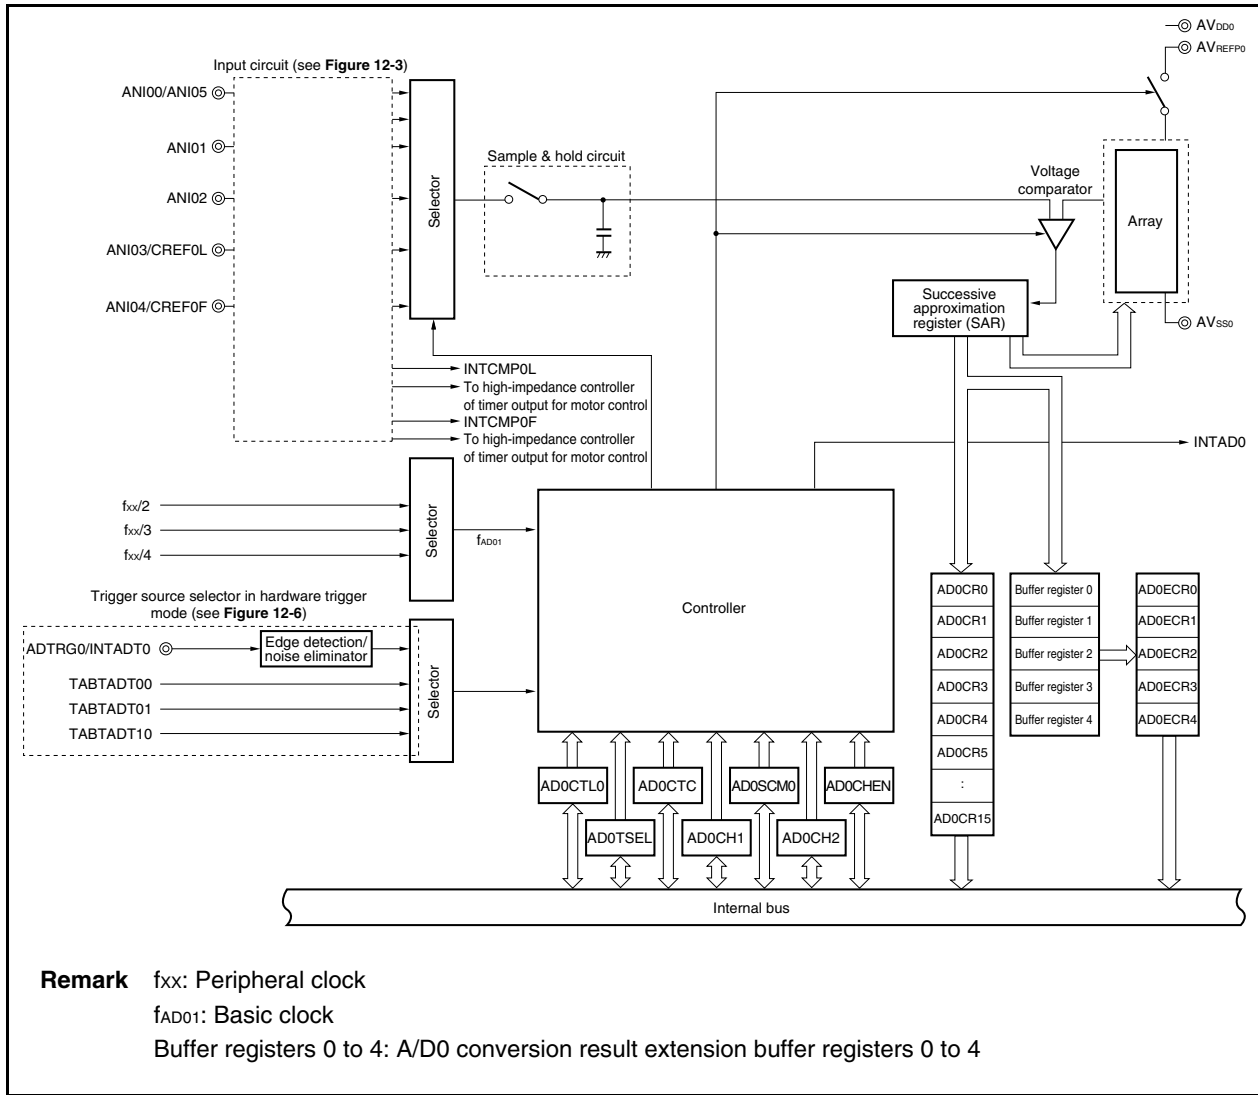 AVDD0
AVREFP0
Input circuit (see Figure 12-3)
ANI00/ANI05
ANI01
ANI02
ANI03/CREF0L
ANI04/CREF0F
Selector
Sample & hold circuit
Voltage
comparator
Array
Successive
approximation
register (SAR)
AVSS0
INTCMP0L
To high-impedance controller
of timer output for motor control
INTCMP0F
To high-impedance controller
of timer output for motor control
INTAD0
fxx/2
fxx/3
fxx/4
Selector
fAD01
Controller
Trigger source selector in hardware trigger
mode (see Figure 12-6)
ADTRG0/INTADT0
Edge detection/
noise eliminator
TABTADT00
TABTADT01
TABTADT10
Selector
AD0CR0
AD0CR1
AD0CR2
AD0CR3
AD0CR4
AD0CR5
:
AD0CR15
Buffer register 0
Buffer register 1
Buffer register 2
Buffer register 3
Buffer register 4
AD0ECR0
AD0ECR1
AD0ECR2
AD0ECR3
AD0ECR4
AD0CTL0
AD0CTC
AD0SCM0
AD0CHEN
AD0TSEL
AD0CH1
AD0CH2
Internal bus
Remark fxx: Peripheral clock
fAD01: Basic clock
Buffer registers 0 to 4: A/D0 conversion result extension buffer registers 0 to 4